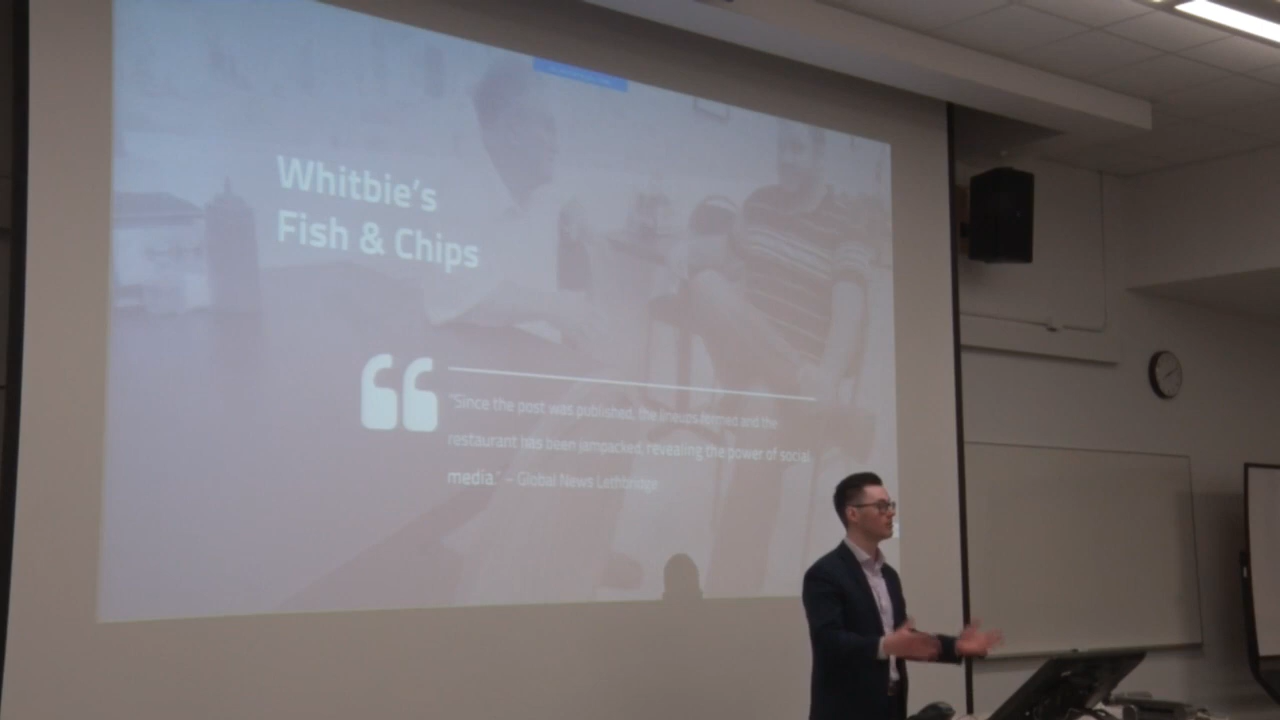 Whitbie's
Fish & Chips
"Since the post was published, the lineups formed and the
restaurant has been jampacked, revealing the power of social
media." – Global News Lethbridge